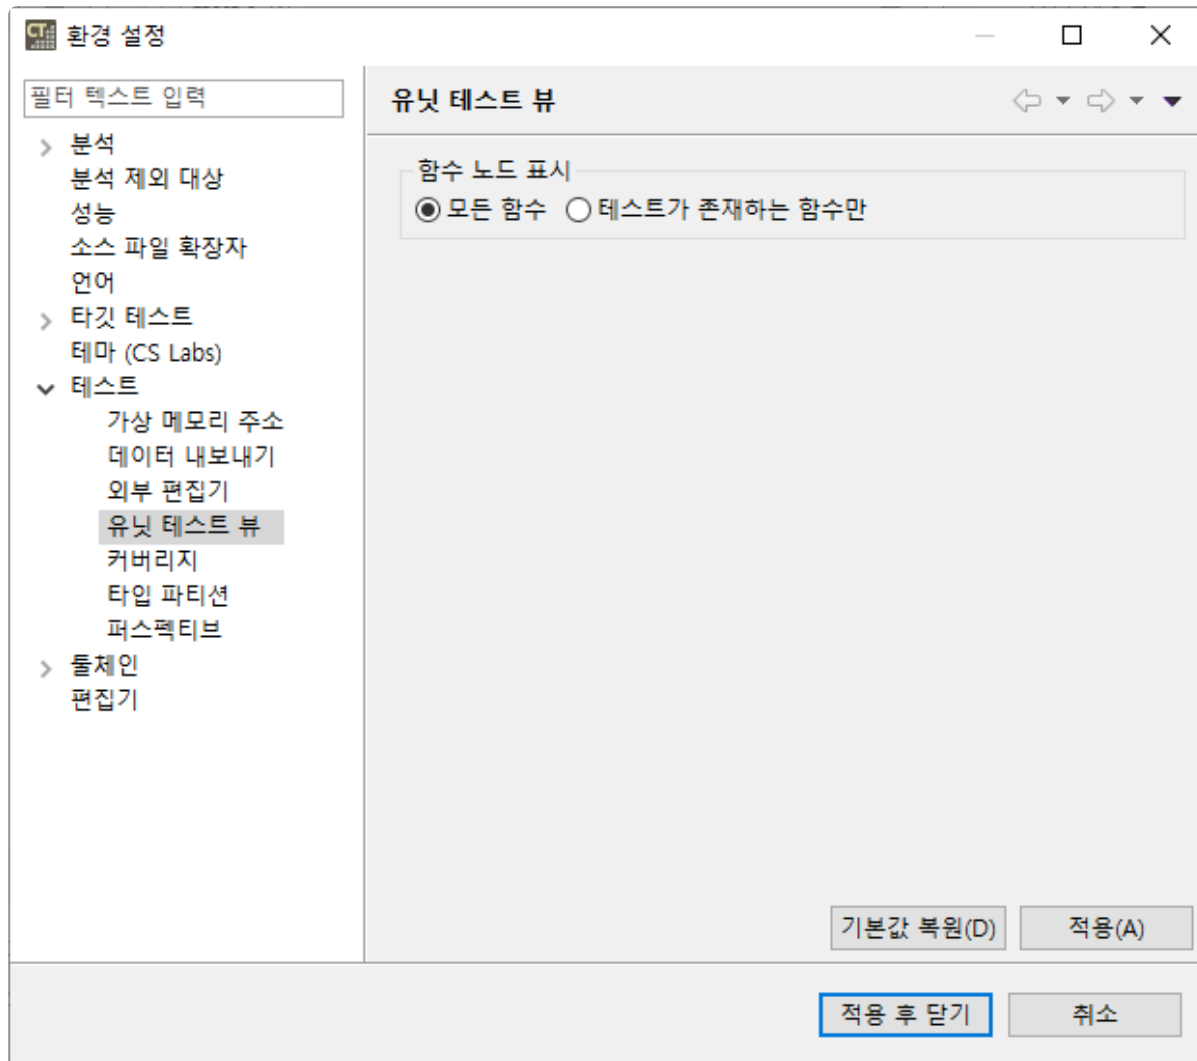 CT 환경 설정
필터 텍스트 입력
분석
분석 제외 대상
성능
소스 파일 확장자
언어
타깃 테스트
테마 (CS Labs)
테스트
가상 메모리 주소
데이터 내보내기
외부 편집기
유닛 테스트 뷰
커버리지
타입 파티션
퍼스펙티브
툴체인
편집기
유닛 테스트 뷰
함수 노드 표시
모든 함수 테스트가 존재하는 함수만
기본값 복원(D) 적용(A)
적용 후 닫기 취소